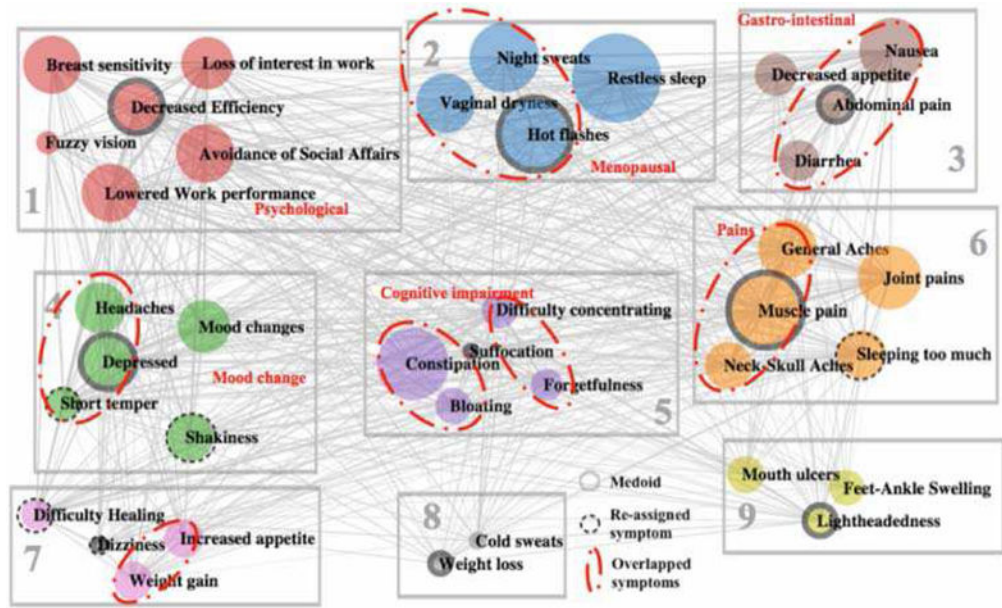 Breast sensitivity
Loss of interest in work
Decreased Efficiency
Fuzzy vision
Avoidance of Social Affairs
Lowered Work performance
1
Psychological
2
Night sweats
Restless sleep
Vaginal dryness
Hot flashes
Menopausal
Gastro-intestinal
Nausea
Decreased appetite
Abdominal pain
Diarrhea
3
4
Headaches
Mood changes
Depressed
Mood change
Short temper
Shakiness
Cognitive impairment
Difficulty concentrating
Suffocation
Constipation
Forgetfulness
Bloating
5
Pains
6
General Aches
Joint pains
Muscle pain
Sleeping too much
Neck-Skull Aches
Difficulty Healing
Dizziness
Increased appetite
7
Weight gain
8
Cold sweats
Weight loss
Medoid
Re-assigned
symptom
Overlapped
symptoms
Mouth ulcers
Feet-Ankle Swelling
9
Lightheadedness